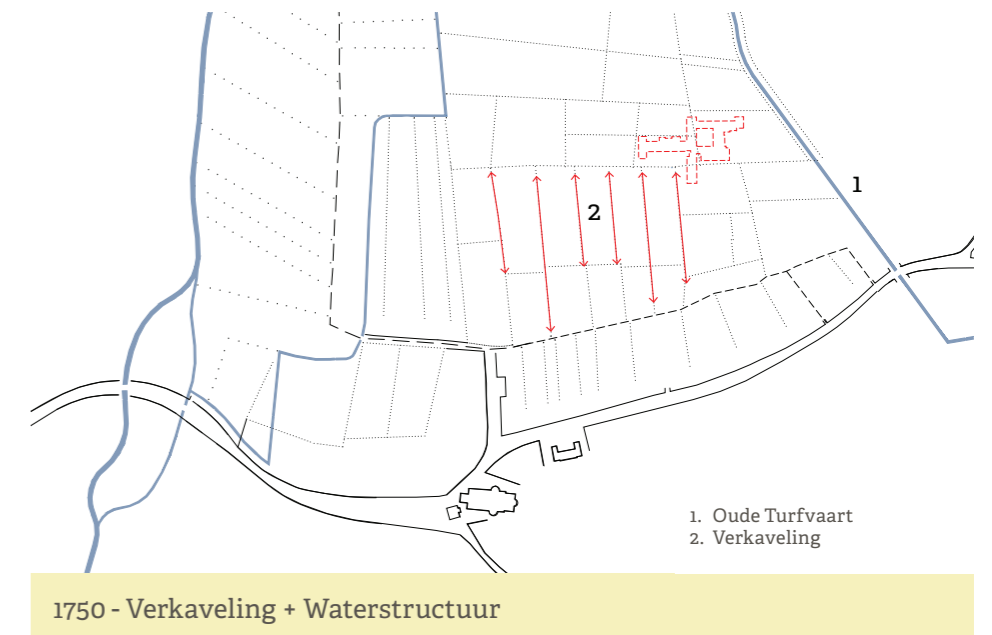 1
2
1. Oude Turfvaart
2. Verkaveling
1750 - Verkaveling + Waterstructuur